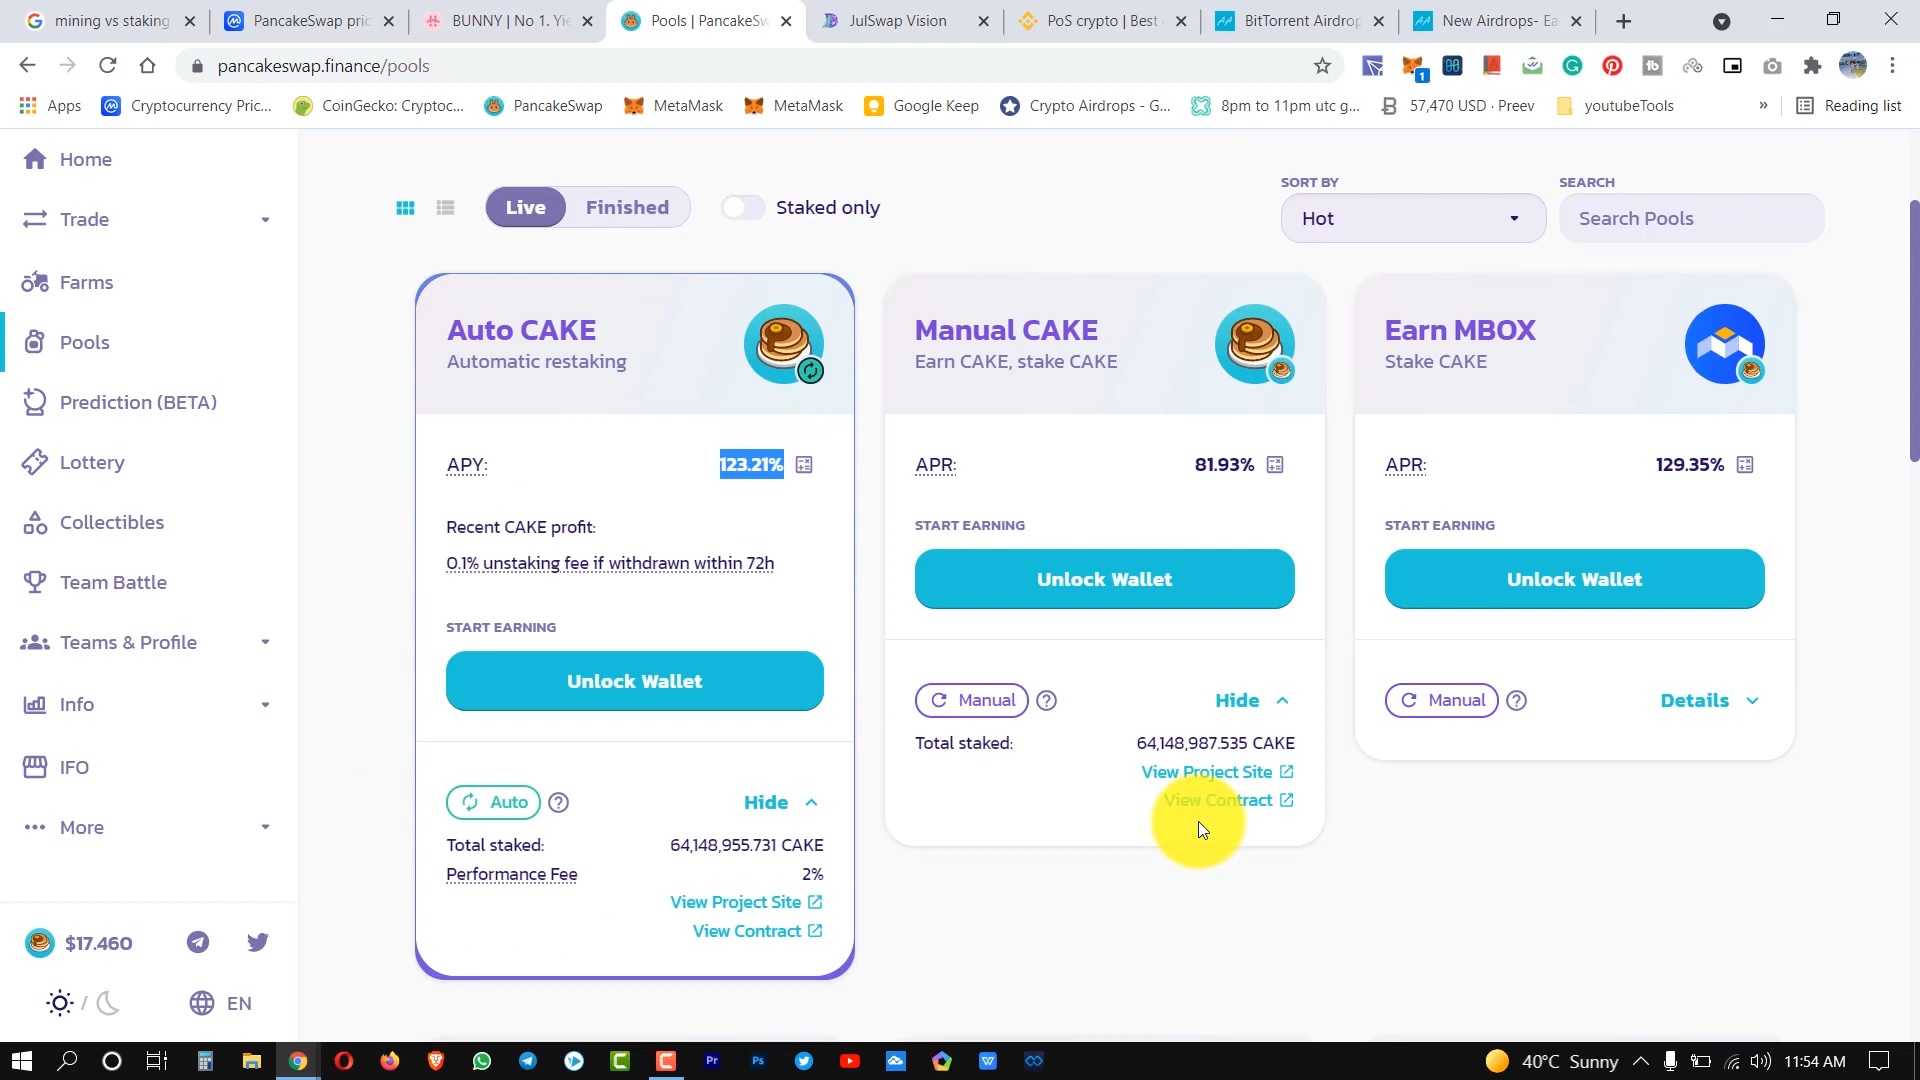 mining vs staking
PancakeSwap pric
BUNNY | No 1. Yie
Pools | PancakeSw
JulSwap Vision
PoS crypto | Best
BitTorrent Airdrop
New Airdrops- Ea
pancakeswap.finance/pools
1
Apps
Cryptocurrency Pric...
CoinGecko: Cryptoc...
PancakeSwap
MetaMask
MetaMask
Google Keep
Crypto Airdrops - G...
8pm to 11pm utc g...
57,470 USD · Preev
youtubeTools
»
Reading list
Home
Trade
Farms
Pools
Prediction (BETA)
Lottery
Collectibles
Team Battle
Teams & Profile
Info
IFO
More
$17.460
/
EN
Live
Finished
Staked only
SORT BY
Hot
SEARCH
Search Pools
Auto CAKE
Automatic restaking
APY:
123.21%
Recent CAKE profit:
0.1% unstaking fee if withdrawn within 72h
START EARNING
Unlock Wallet
Auto
Hide
Total staked:
64,148,955.731 CAKE
Performance Fee
2%
View Project Site
View Contract
Manual CAKE
Earn CAKE, stake CAKE
APR:
81.93%
START EARNING
Unlock Wallet
Manual
Hide
Total staked:
64,148,987.535 CAKE
View Project Site
View Contract
Earn MBOX
Stake CAKE
APR:
129.35%
START EARNING
Unlock Wallet
Manual
Details
40°C Sunny
11:54 AM